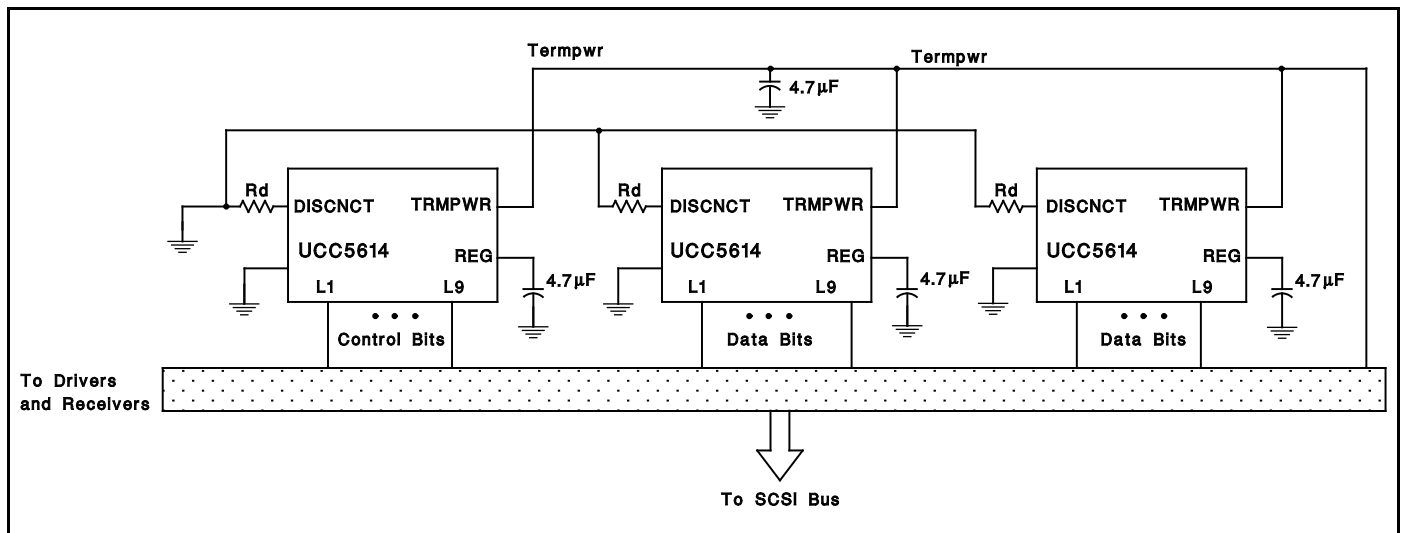 Termpwr
Termpwr
4.7µF
Rd
DISCNCT
TRMPWR
UCC5614
REG
4.7µF
L1
L9
Control Bits
Rd
DISCNCT
TRMPWR
UCC5614
REG
4.7µF
L1
L9
Data Bits
Rd
DISCNCT
TRMPWR
UCC5614
REG
4.7µF
L1
L9
Data Bits
To Drivers
and Receivers
To SCSI Bus